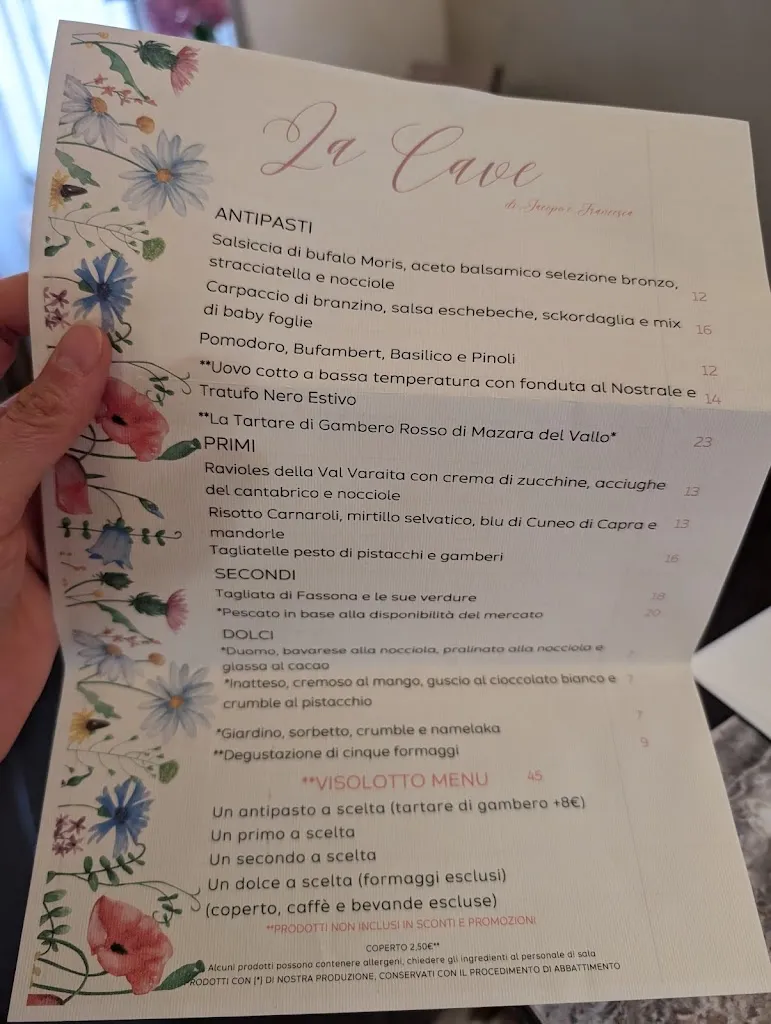 La Cave
di Jacopo e Francesca
ANTIPASTI
Salsiccia di bufalo Moris, aceto balsamico selezione bronzo,
stracciatella e nocciole 12
Carpaccio di branzino, salsa eschebeche, sckordaglia e mix
di baby foglie 16
Pomodoro, Bufambert, Basilico e Pinoli 12
**Uovo cotto a bassa temperatura con fonduta al Nostrale e 14
Tratufo Nero Estivo
**La Tartare di Gambero Rosso di Mazara del Vallo* 23
PRIMI
Ravioles della Val Varaita con crema di zucchine, acciughe
del cantabrico e nocciole 13
Risotto Carnaroli, mirtillo selvatico, blu di Cuneo di Capra e 13
mandorle
Tagliatelle pesto di pistacchi e gamberi 16
SECONDI
Tagliata di Fassona e le sue verdure 18
*Pescato in base alla disponibilità del mercato 20
DOLCI
*Duomo, bavarese alla nocciola, pralinato alla nocciola e 7
glassa al cacao
*Inatteso, cremoso al mango, guscio al cioccolato bianco e 7
crumble al pistacchio
*Giardino, sorbetto, crumble e namelaka 7
**Degustazione di cinque formaggi 9
**VISOLOTTO MENU 45
Un antipasto a scelta (tartare di gambero +8€)
Un primo a scelta
Un secondo a scelta
Un dolce a scelta (formaggi esclusi)
(coperto, caffè e bevande escluse)
**PRODOTTI NON INCLUSI IN SCONTI E PROMOZIONI
COPERTO 2,50€**
Alcuni prodotti possono contenere allergeni, chiedere gli ingredienti al personale di sala
PRODOTTI CON (*) DI NOSTRA PRODUZIONE, CONSERVATI CON IL PROCEDIMENTO DI ABBATTIMENTO